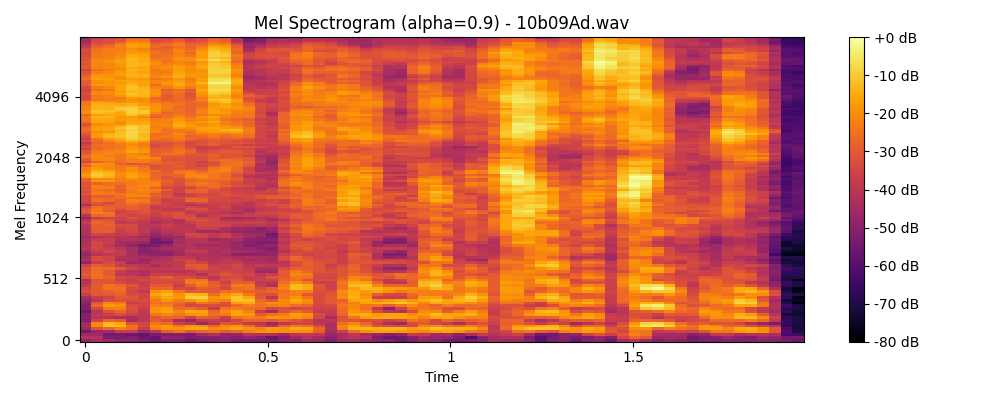 Mel Spectrogram (alpha=0.9) - 10b09Ad.wav
Mel Frequency
4096
2048
1024
512
0
0
0.5
1
1.5
Time
+0 dB
-10 dB
-20 dB
-30 dB
-40 dB
-50 dB
-60 dB
-70 dB
-80 dB